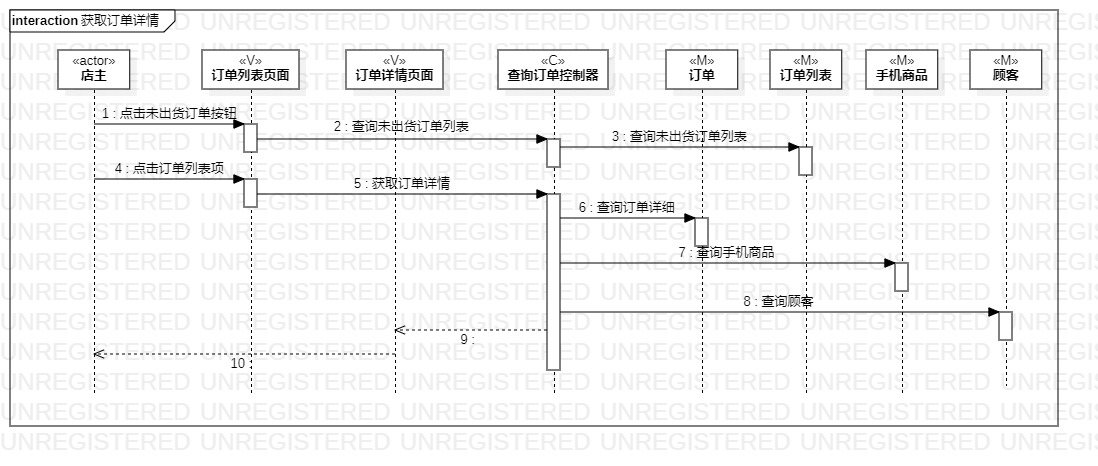 interaction 获取订单详情
«actor»
店主
«V»
订单列表页面
«V»
订单详情页面
«C»
查询订单控制器
«M»
订单
«M»
订单列表
«M»
手机商品
«M»
顾客
1 : 点击未出货订单按钮
2 : 查询未出货订单列表
3 : 查询未出货订单列表
4 : 点击订单列表项
5 : 获取订单详情
6 : 查询订单详细
7 : 查询手机商品
8 : 查询顾客
9 :
10
UNREGISTERED UNREGISTERED UNREGISTERED UNREGISTERED UNREGISTERED UNREGISTERED